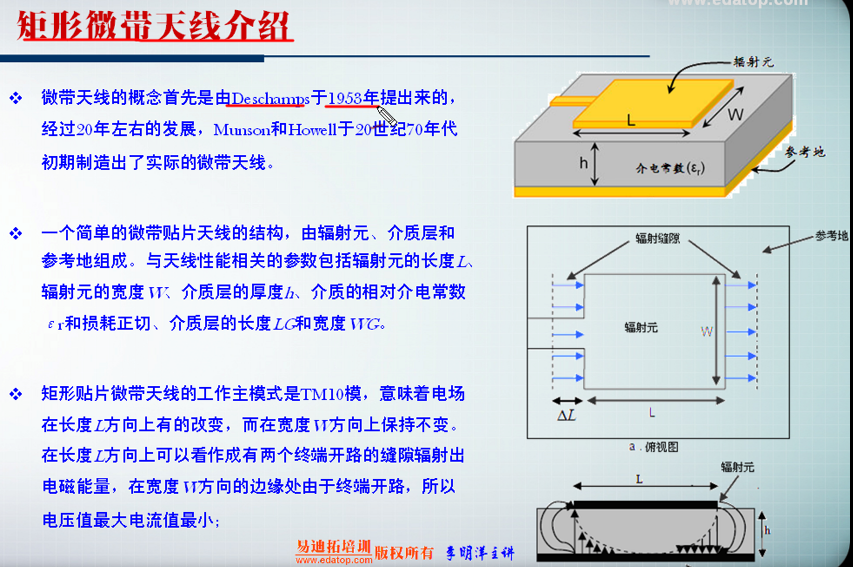 www.edatop.com
矩形微带天线介绍
微带天线的概念首先是由Deschamps于1953年提出来的，
经过20年左右的发展，Munson和Howell于20世纪70年代
初期制造出了实际的微带天线。
一个简单的微带贴片天线的结构，由辐射元、介质层和
参考地组成。与天线性能相关的参数包括辐射元的长度L、
辐射元的宽度W、介质层的厚度h、介质的相对介电常数
εr和损耗正切、介质层的长度LG和宽度WG。
矩形贴片微带天线的工作主模式是TM10模，意味着电场
在长度L方向上有的改变，而在宽度W方向上保持不变。
在长度L方向上可以看作成有两个终端开路的缝隙辐射出
电磁能量，在宽度W方向的边缘处由于终端开路，所以
电压值最大电流值最小;
辐射元
L
W
h
介电常数(εr)
参考地
辐射缝隙
参考地
辐射元
W
ΔL
L
a . 俯视图
辐射元
L
h
易迪拓培训
www.edatop.com
版权所有
李明洋主讲